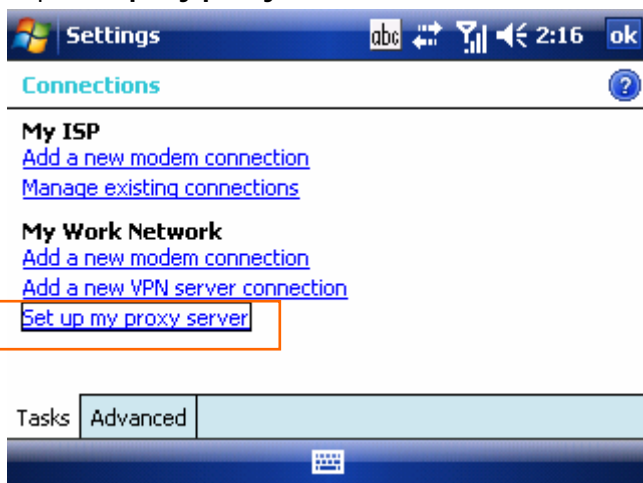 Settings abc 2:16 ok
Connections ?
My ISP
Add a new modem connection
Manage existing connections
My Work Network
Add a new modem connection
Add a new VPN server connection
Set up my proxy server
Tasks Advanced